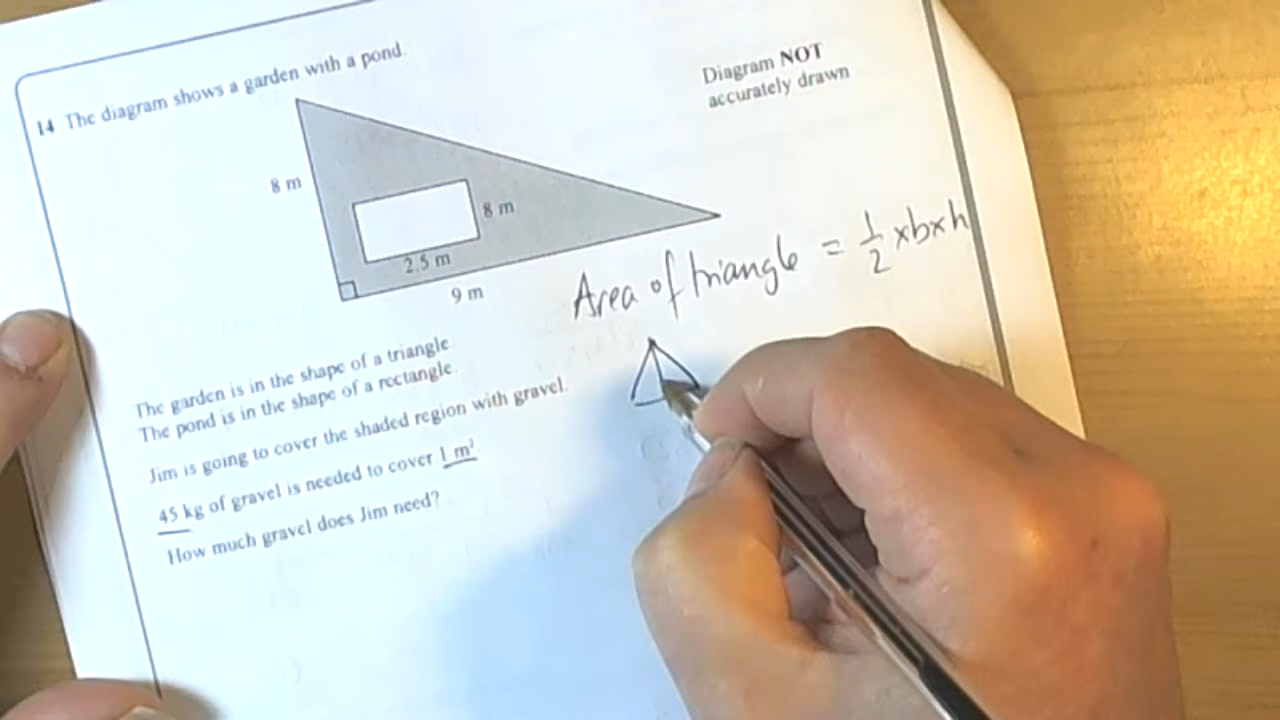 14 The diagram shows a garden with a pond.
Diagram NOT
accurately drawn
8 m
8 m
2.5 m
9 m
Area of triangle = 1/2 x b x h
The garden is in the shape of a triangle.
The pond is in the shape of a rectangle.
Jim is going to cover the shaded region with gravel.
45 kg of gravel is needed to cover 1 m².
How much gravel does Jim need?